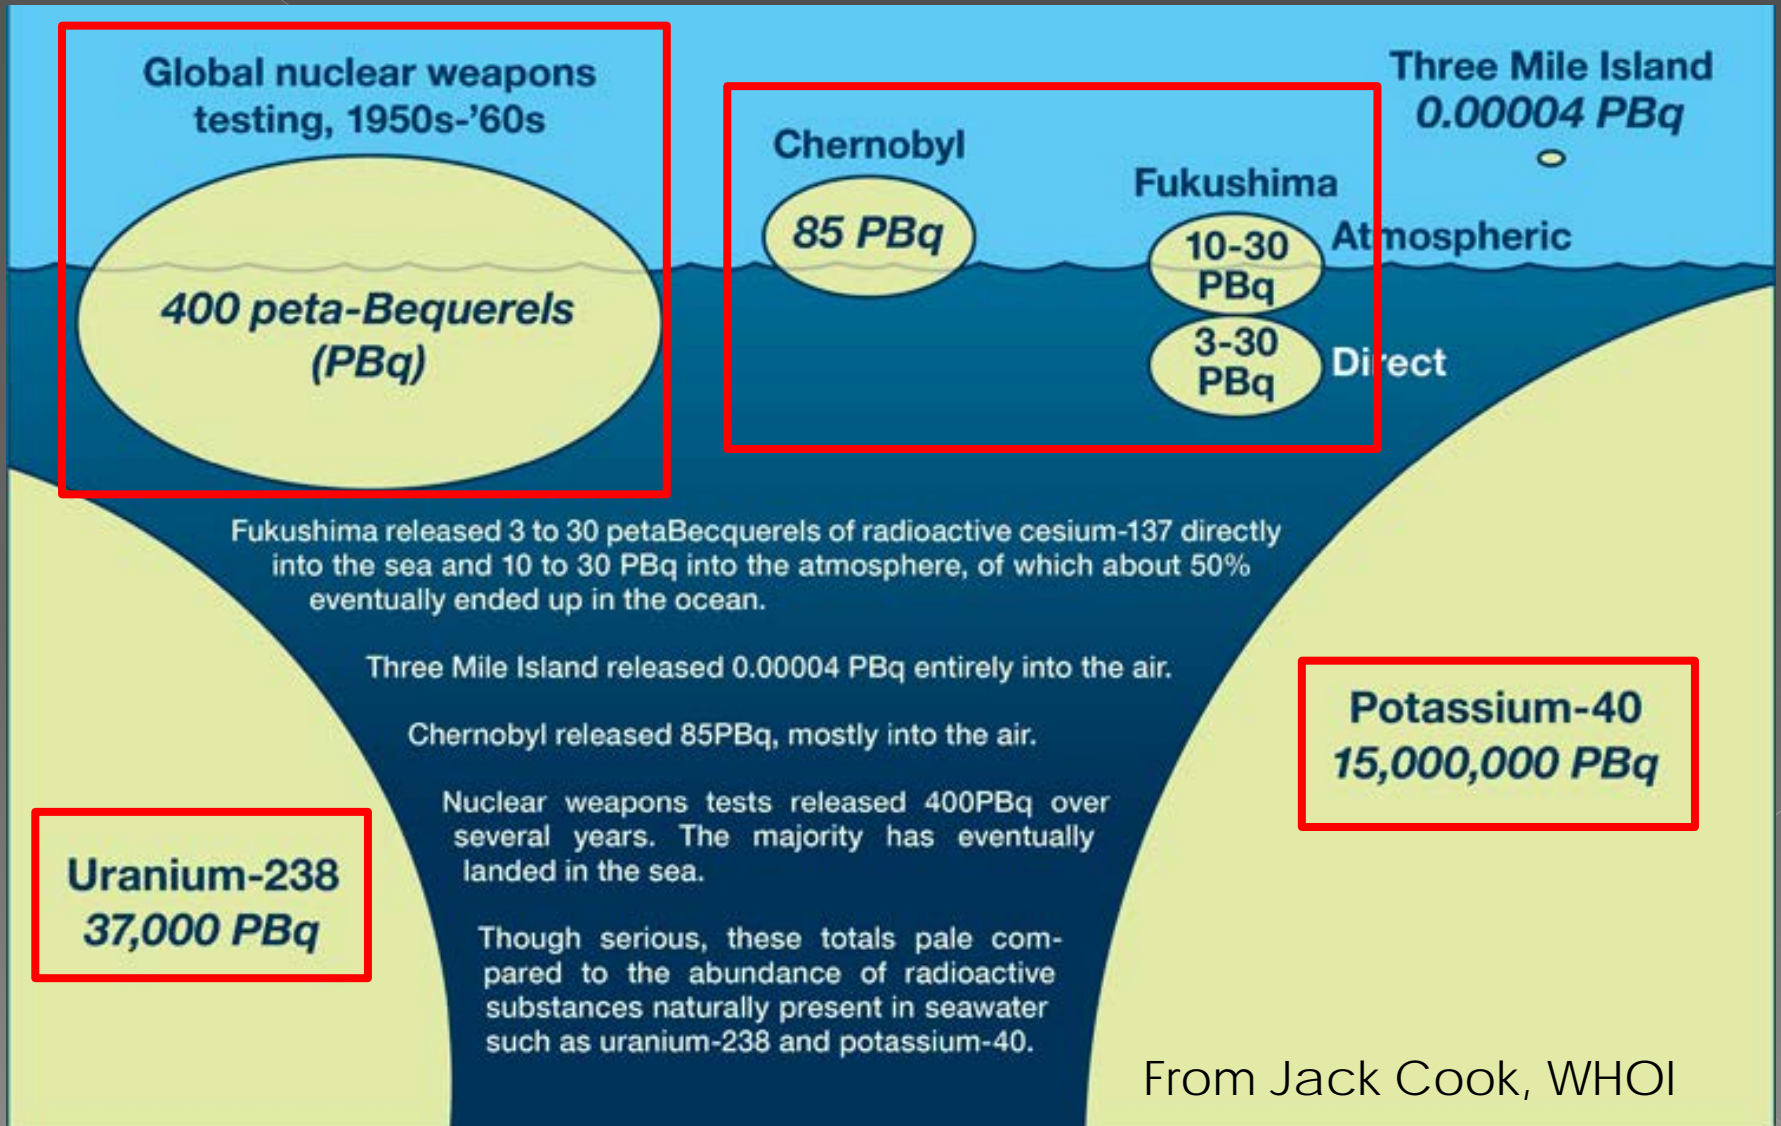 Global nuclear weapons
testing, 1950s-'60s
400 peta-Bequerels
(PBq)
Chernobyl
85 PBq
Fukushima
10-30
PBq
Atmospheric
3-30
PBq
Direct
Three Mile Island
0.00004 PBq
Fukushima released 3 to 30 petaBecquerels of radioactive cesium-137 directly
into the sea and 10 to 30 PBq into the atmosphere, of which about 50%
eventually ended up in the ocean.
Three Mile Island released 0.00004 PBq entirely into the air.
Chernobyl released 85PBq, mostly into the air.
Nuclear weapons tests released 400PBq over
several years. The majority has eventually
landed in the sea.
Though serious, these totals pale com-
pared to the abundance of radioactive
substances naturally present in seawater
such as uranium-238 and potassium-40.
Uranium-238
37,000 PBq
Potassium-40
15,000,000 PBq
From Jack Cook, WHOI